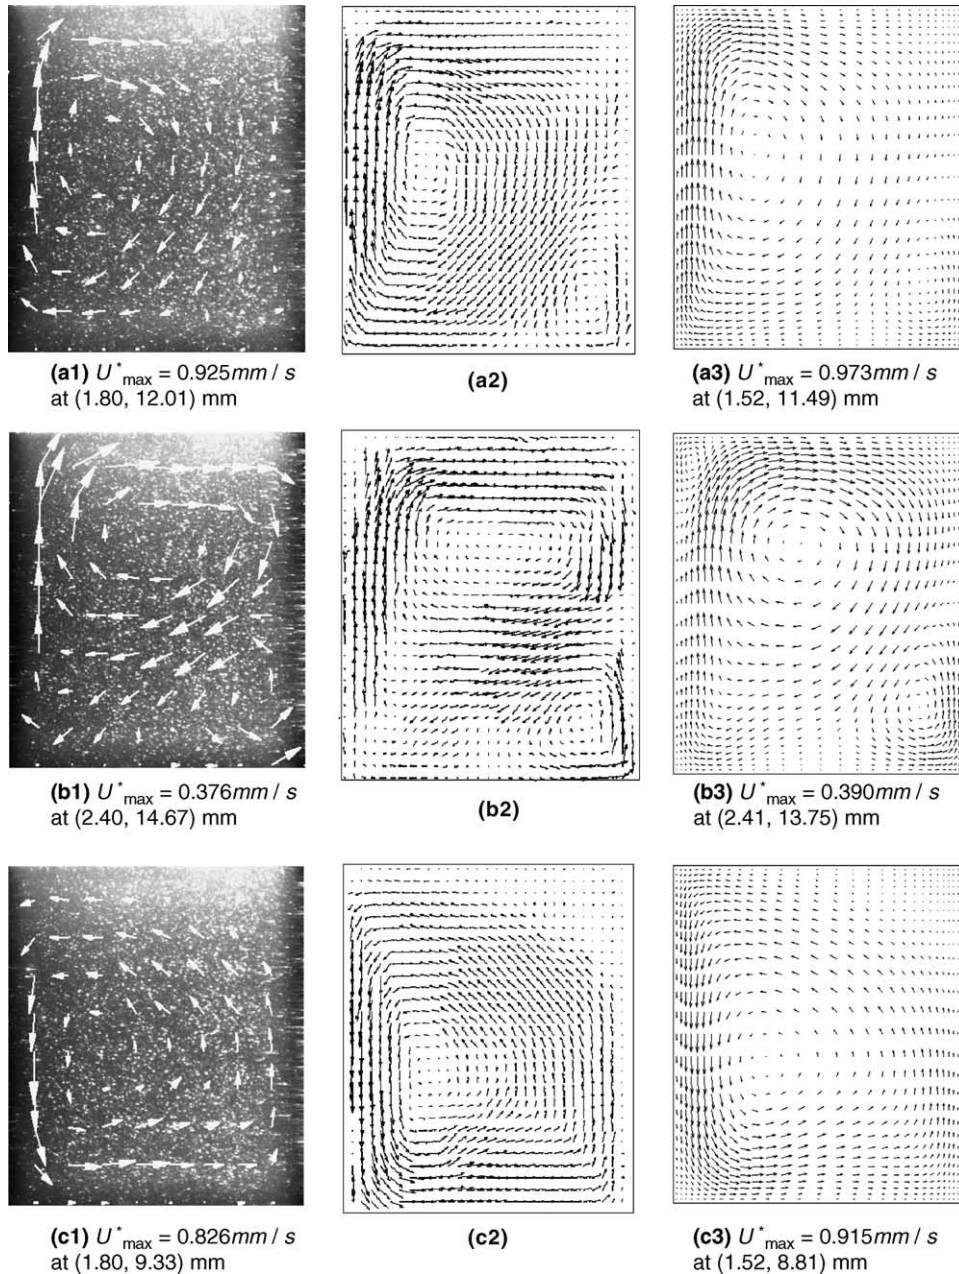 (a1) U*max = 0.925mm / s
at (1.80, 12.01) mm
(a2)
(a3) U*max = 0.973mm / s
at (1.52, 11.49) mm
(b1) U*max = 0.376mm / s
at (2.40, 14.67) mm
(b2)
(b3) U*max = 0.390mm / s
at (2.41, 13.75) mm
(c1) U*max = 0.826mm / s
at (1.80, 9.33) mm
(c2)
(c3) U*max = 0.915mm / s
at (1.52, 8.81) mm